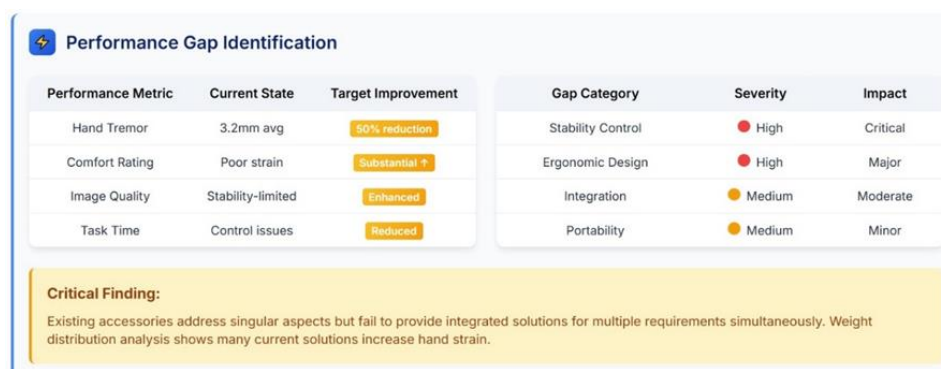 Performance Gap Identification
Performance Metric Current State Target Improvement
Hand Tremor 3.2mm avg 50% reduction
Comfort Rating Poor strain Substantial ↑
Image Quality Stability-limited Enhanced
Task Time Control issues Reduced
Gap Category Severity Impact
Stability Control High Critical
Ergonomic Design High Major
Integration Medium Moderate
Portability Medium Minor
Critical Finding:
Existing accessories address singular aspects but fail to provide integrated solutions for multiple requirements simultaneously. Weight
distribution analysis shows many current solutions increase hand strain.